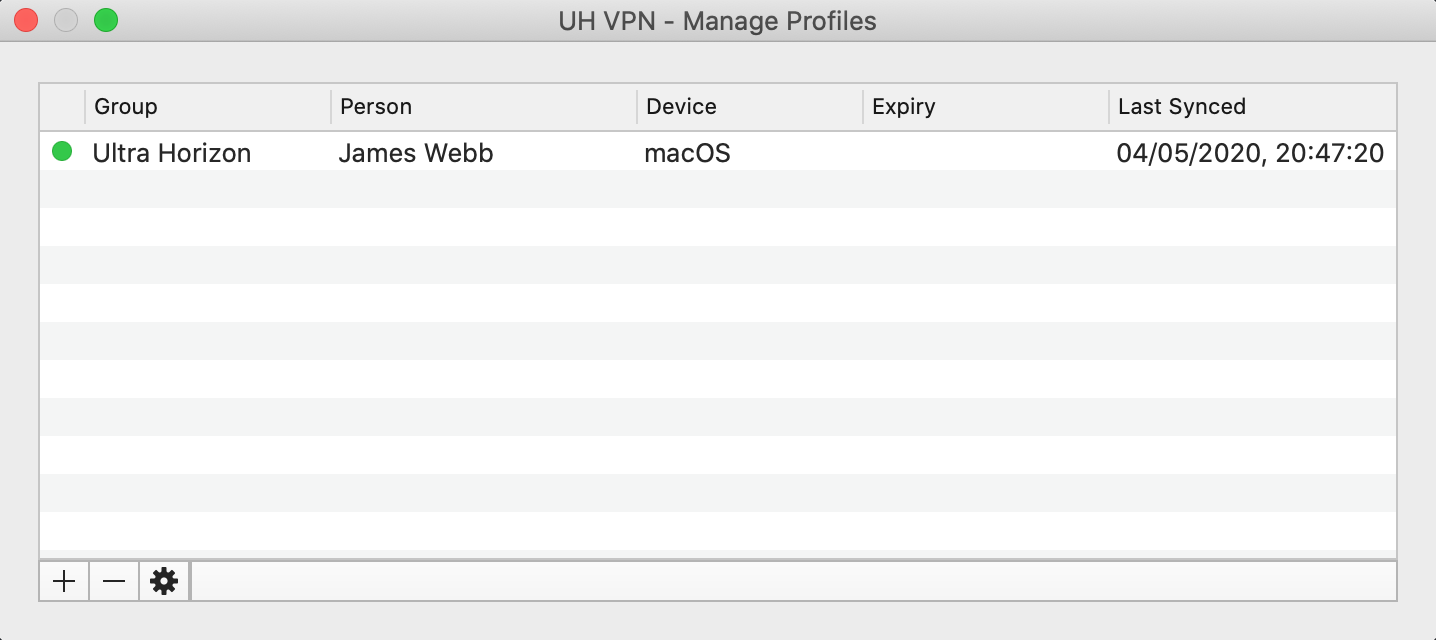 UH VPN - Manage Profiles
Group Person Device Expiry Last Synced
Ultra Horizon James Webb macOS 04/05/2020, 20:47:20